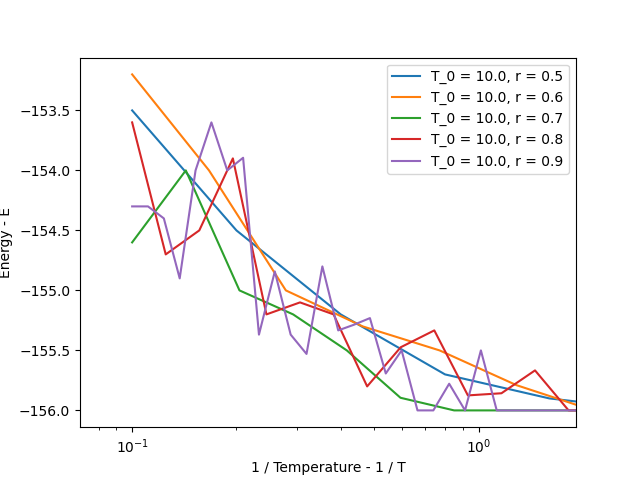 T_0 = 10.0, r = 0.5
T_0 = 10.0, r = 0.6
T_0 = 10.0, r = 0.7
T_0 = 10.0, r = 0.8
T_0 = 10.0, r = 0.9
−153.5
−154.0
−154.5
−155.0
−155.5
−156.0
Energy - E
10⁻¹
10⁰
1 / Temperature - 1 / T